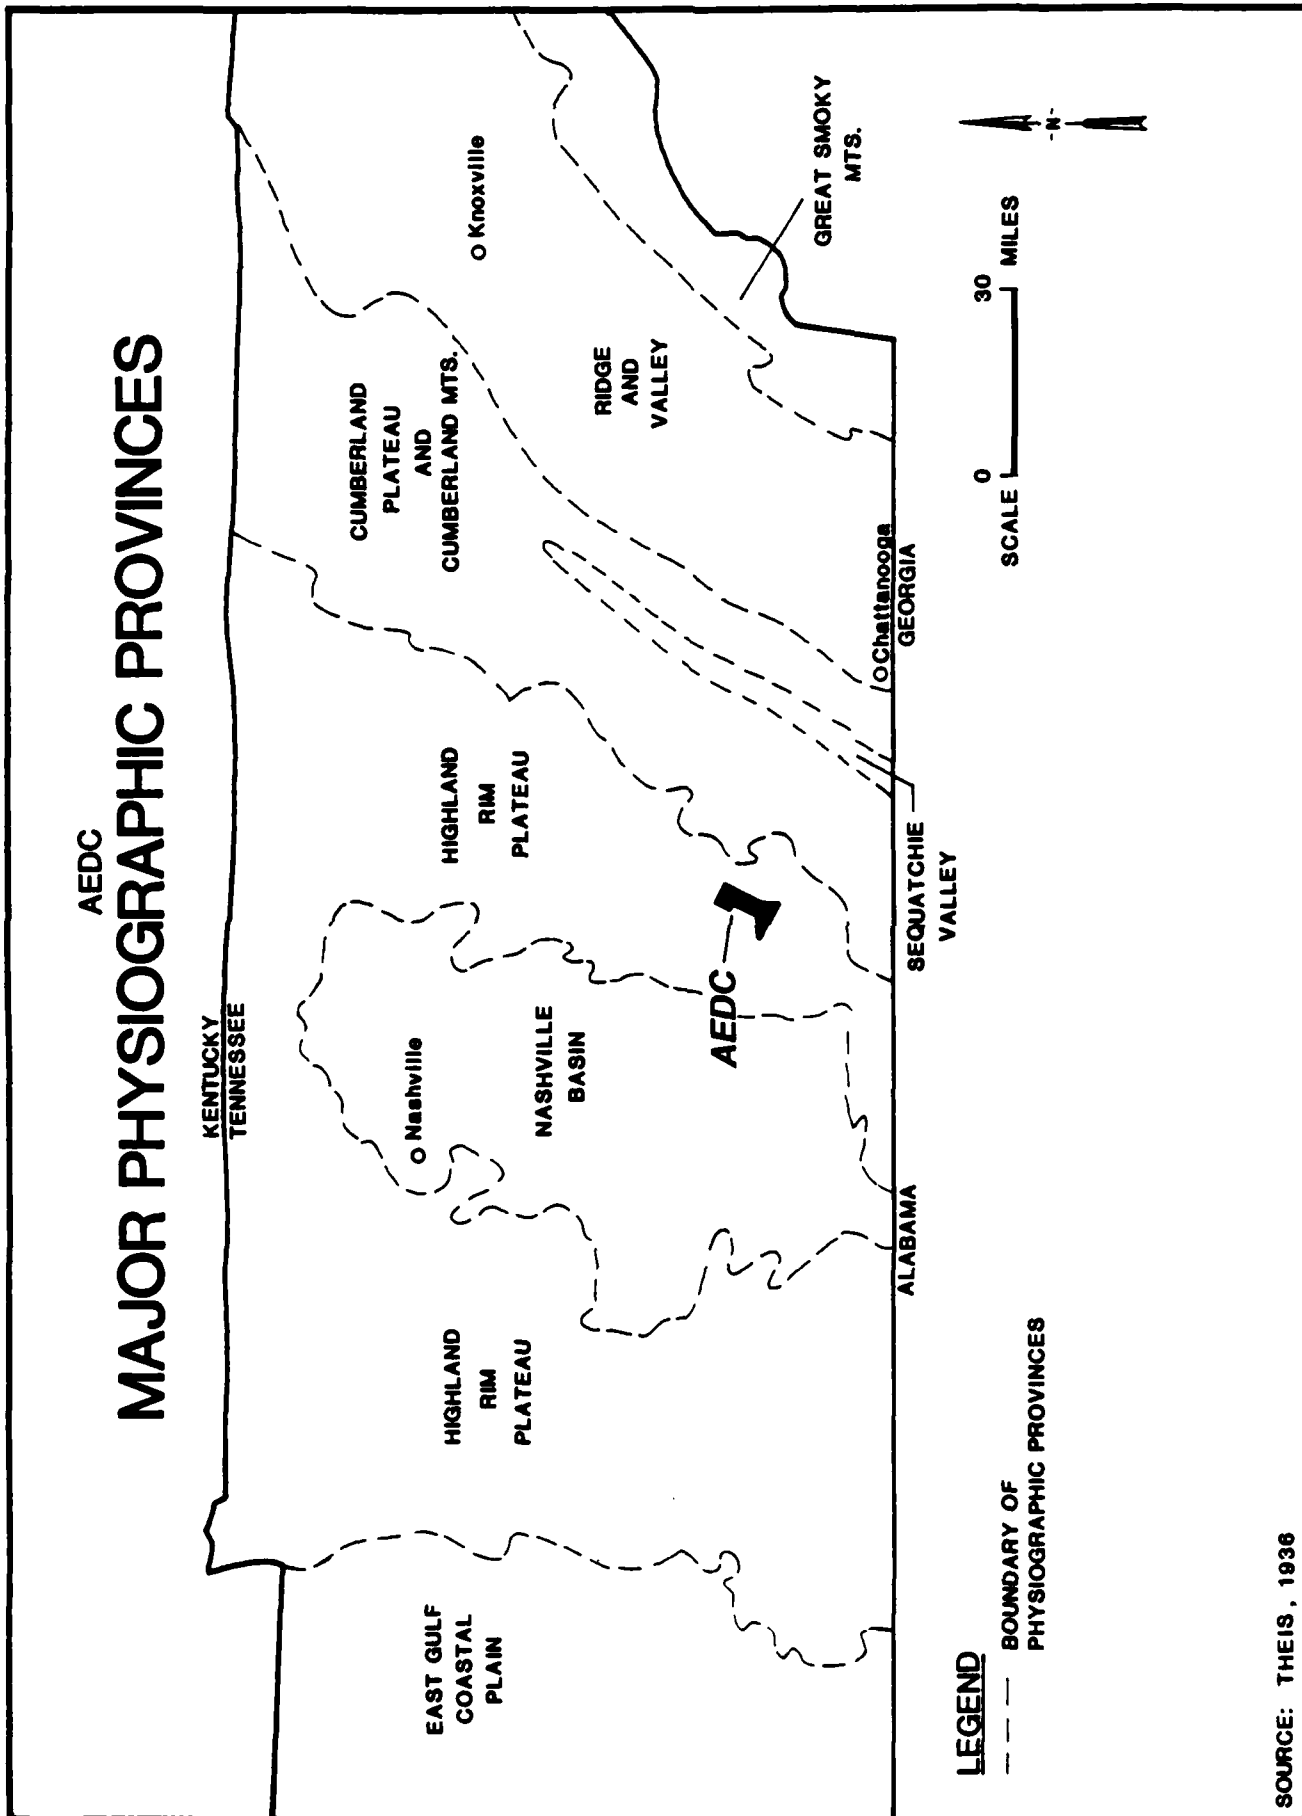 AEDC
MAJOR PHYSIOGRAPHIC PROVINCES
KENTUCKY
TENNESSEE
EAST GULF
COASTAL
PLAIN
HIGHLAND
RIM
PLATEAU
Nashville
NASHVILLE
BASIN
HIGHLAND
RIM
PLATEAU
CUMBERLAND
PLATEAU
AND
CUMBERLAND MTS.
Knoxville
RIDGE
AND
VALLEY
GREAT SMOKY
MTS.
AEDC
Chattanooga
ALABAMA
GEORGIA
SEQUATCHIE
VALLEY
LEGEND
BOUNDARY OF
PHYSIOGRAPHIC PROVINCES
SCALE
0 30 MILES
-N-
SOURCE: THEIS, 1936